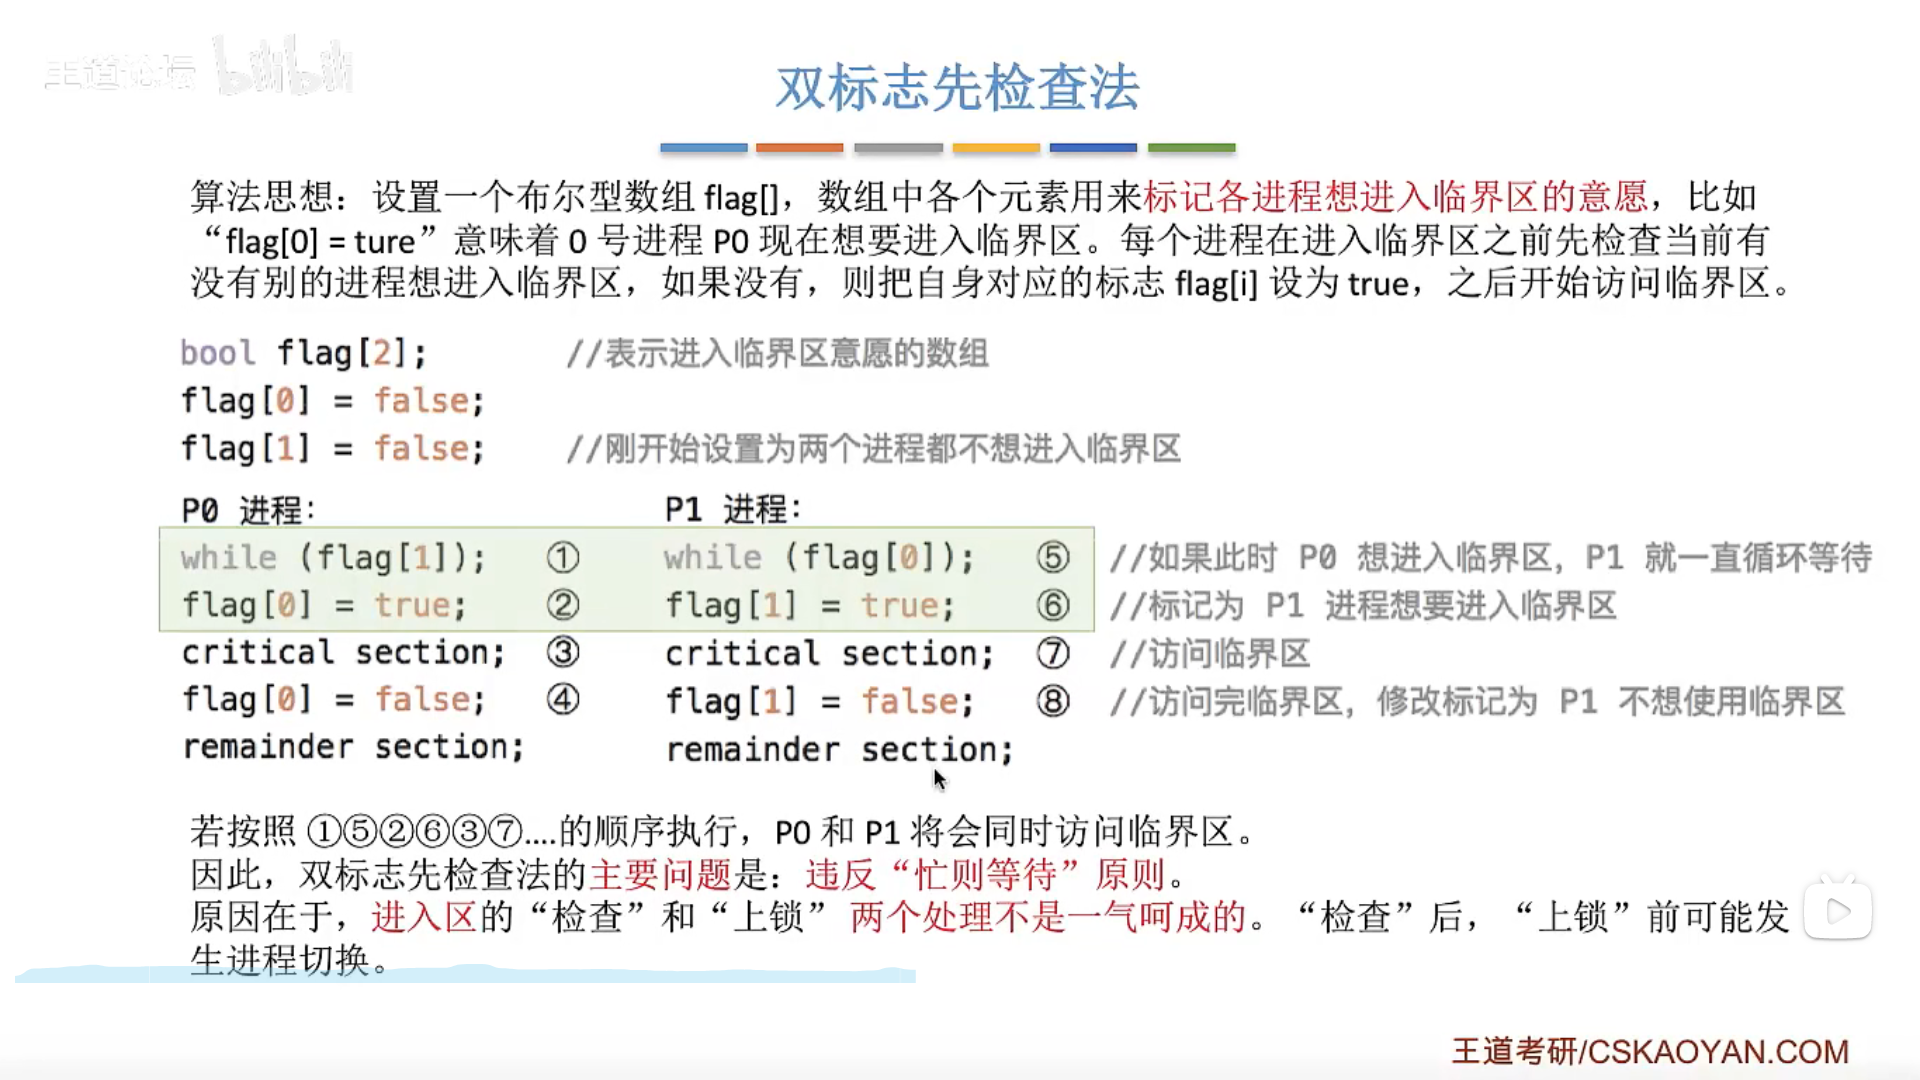 王道论坛 bilibili
双标志先检查法
算法思想：设置一个布尔型数组 flag[]，数组中各个元素用来标记各进程想进入临界区的意愿，比如
“flag[0] = ture”意味着 0 号进程 P0 现在想要进入临界区。每个进程在进入临界区之前先检查当前有
没有别的进程想进入临界区，如果没有，则把自身对应的标志 flag[i] 设为 true，之后开始访问临界区。
bool flag[2]; //表示进入临界区意愿的数组
flag[0] = false;
flag[1] = false; //刚开始设置为两个进程都不想进入临界区
P0 进程： P1 进程：
while (flag[1]); ① while (flag[0]); ⑤ //如果此时 P0 想进入临界区，P1 就一直循环等待
flag[0] = true; ② flag[1] = true; ⑥ //标记为 P1 进程想要进入临界区
critical section; ③ critical section; ⑦ //访问临界区
flag[0] = false; ④ flag[1] = false; ⑧ //访问完临界区，修改标记为 P1 不想使用临界区
remainder section; remainder section;
若按照 ①⑤②⑥③⑦....的顺序执行，P0 和 P1 将会同时访问临界区。
因此，双标志先检查法的主要问题是：违反“忙则等待”原则。
原因在于，进入区的“检查”和“上锁” 两个处理不是一气呵成的。“检查”后，“上锁”前可能发
生进程切换。
王道考研/CSKAOYAN.COM